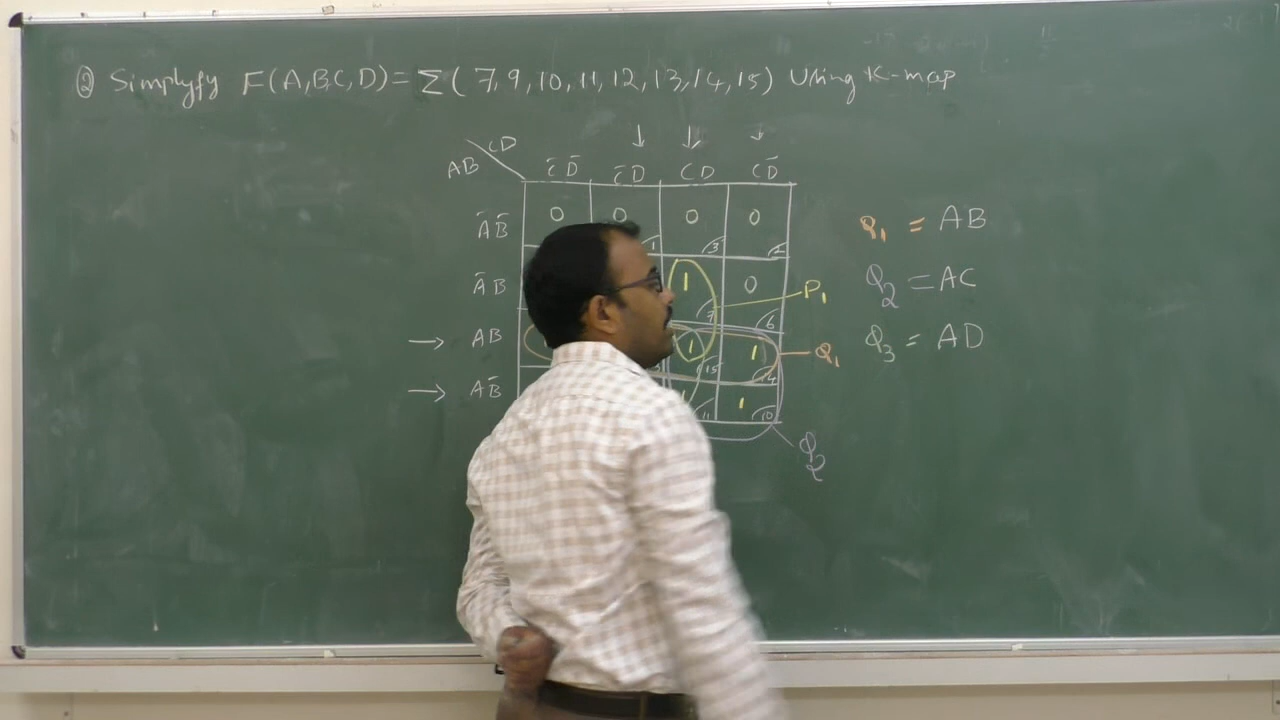 ② Simplyfy F(A,B,C,D) = Σ( 7,9,10,11,12,13,14,15) Using K-map
CD
AB C̄D̄ C̄D CD CD̄
ĀB̄ 0 0 0 0
1 3 2
ĀB 1 0
7 6
P₁
→ AB 1 1
15 14
Q₁
→ AB̄ 1
11 10
Q₂
Q₁ = AB
Q₂ = AC
Q₃ = AD